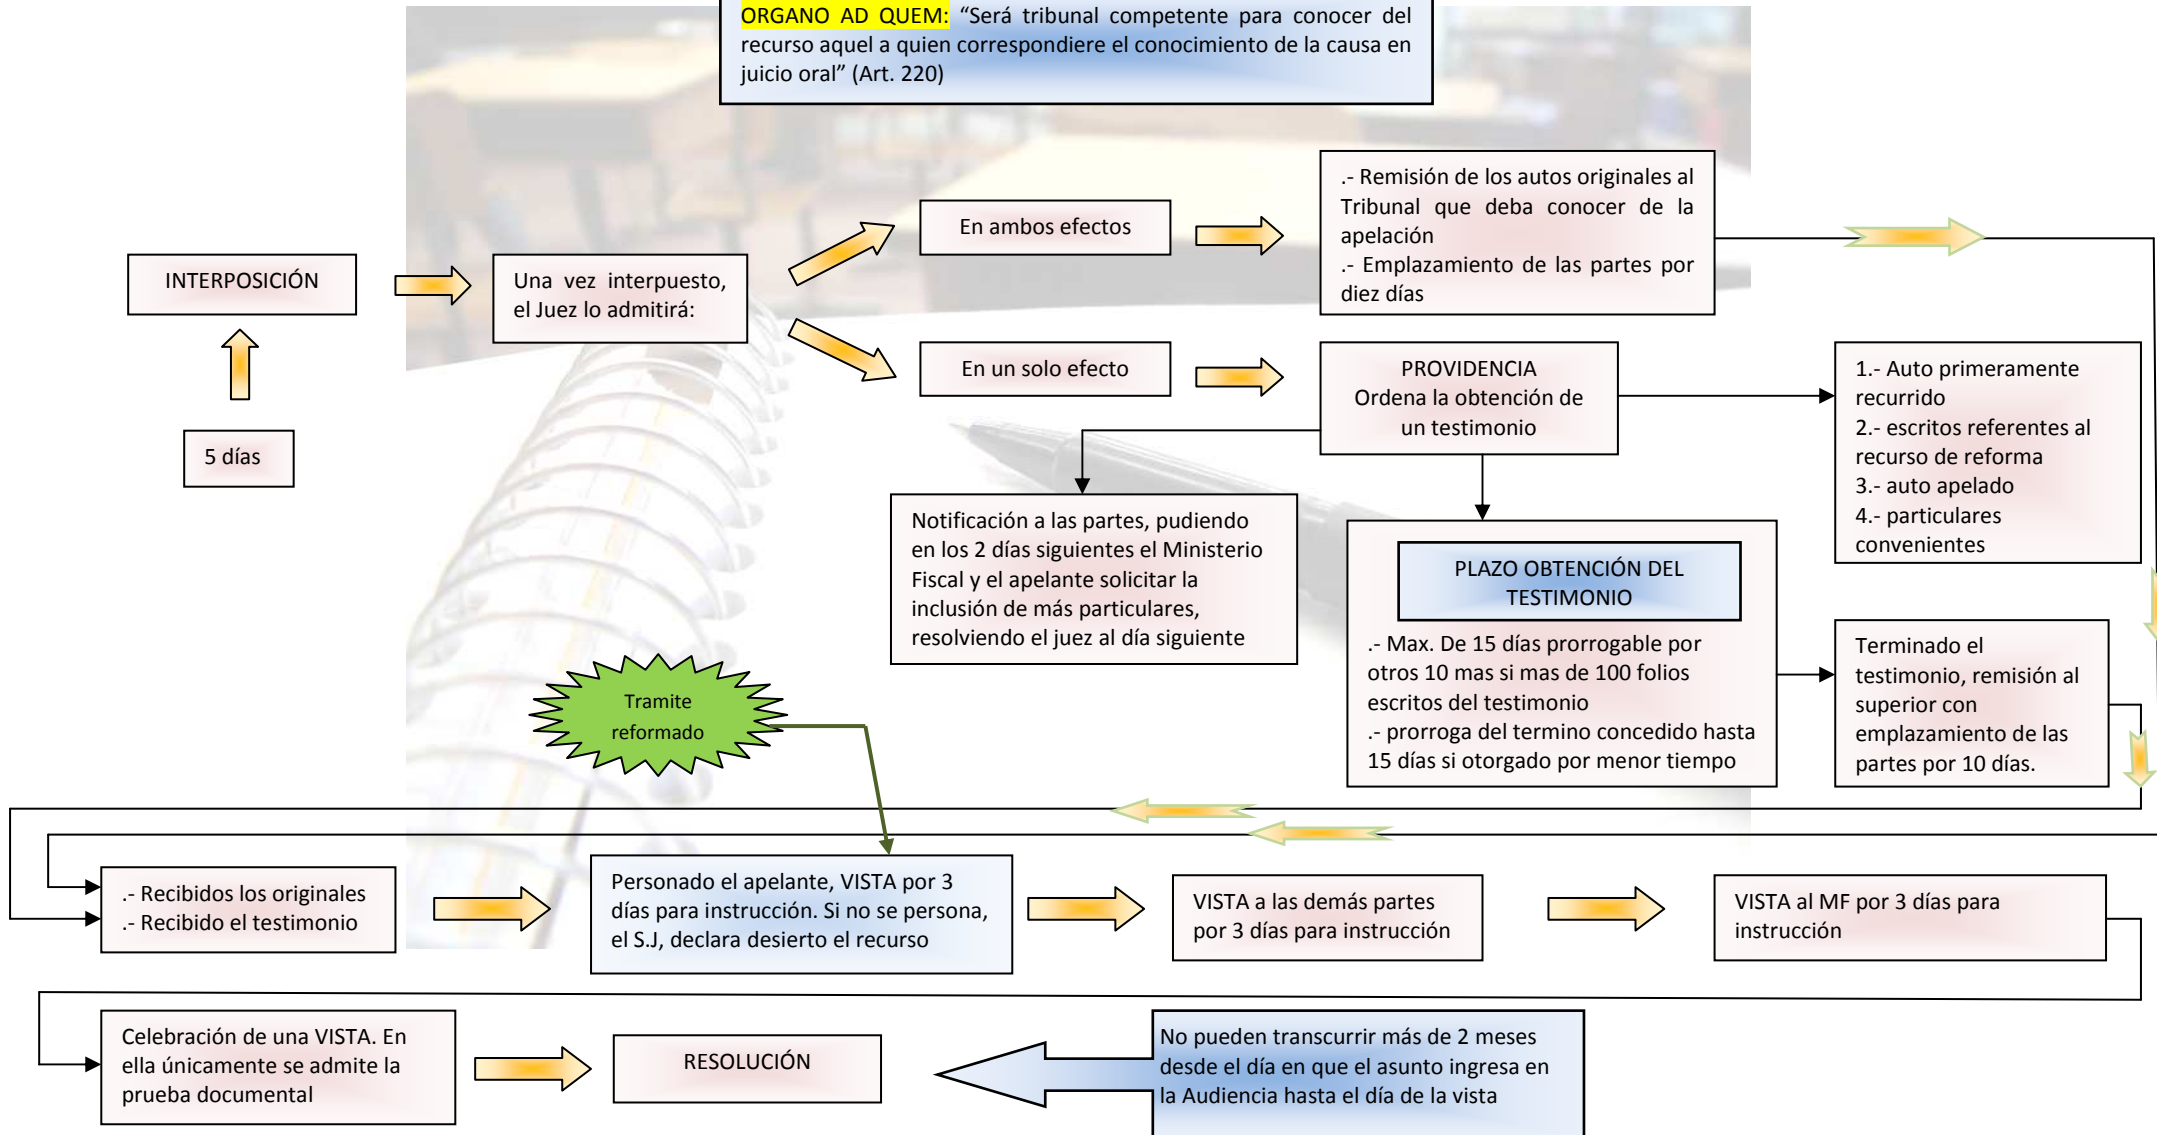 ORGANO AD QUEM: “Será tribunal competente para conocer del
recurso aquel a quien correspondiere el conocimiento de la causa en
juicio oral” (Art. 220)
INTERPOSICIÓN
5 días
Una vez interpuesto,
el Juez lo admitirá:
En ambos efectos
.- Remisión de los autos originales al
Tribunal que deba conocer de la
apelación
.- Emplazamiento de las partes por
diez días
En un solo efecto
PROVIDENCIA
Ordena la obtención de
un testimonio
1.- Auto primeramente
recurrido
2.- escritos referentes al
recurso de reforma
3.- auto apelado
4.- particulares
convenientes
Notificación a las partes, pudiendo
en los 2 días siguientes el Ministerio
Fiscal y el apelante solicitar la
inclusión de más particulares,
resolviendo el juez al día siguiente
PLAZO OBTENCIÓN DEL
TESTIMONIO
.- Max. De 15 días prorrogable por
otros 10 mas si mas de 100 folios
escritos del testimonio
.- prorroga del termino concedido hasta
15 días si otorgado por menor tiempo
Terminado el
testimonio, remisión al
superior con
emplazamiento de las
partes por 10 días.
Tramite
reformado
.- Recibidos los originales
.- Recibido el testimonio
Personado el apelante, VISTA por 3
días para instrucción. Si no se persona,
el S.J, declara desierto el recurso
VISTA a las demás partes
por 3 días para instrucción
VISTA al MF por 3 días para
instrucción
Celebración de una VISTA. En
ella únicamente se admite la
prueba documental
RESOLUCIÓN
No pueden transcurrir más de 2 meses
desde el día en que el asunto ingresa en
la Audiencia hasta el día de la vista